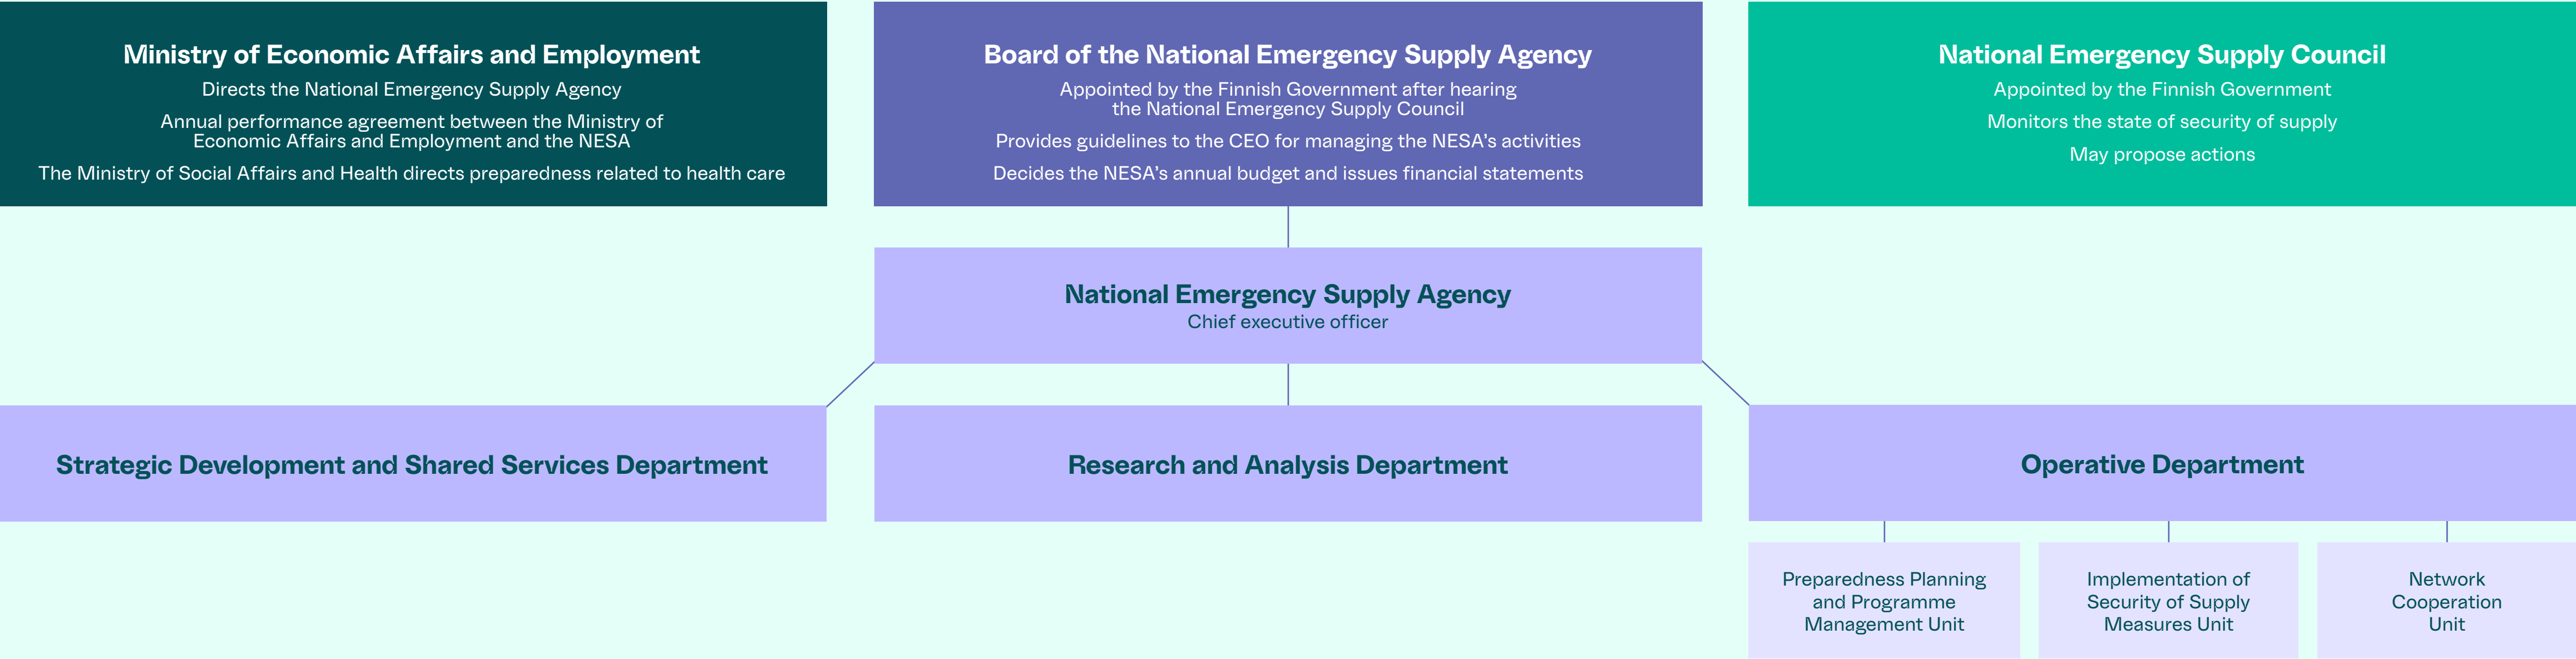 Ministry of Economic Affairs and Employment
Directs the National Emergency Supply Agency
Annual performance agreement between the Ministry of
Economic Affairs and Employment and the NESA
The Ministry of Social Affairs and Health directs preparedness related to health care
Board of the National Emergency Supply Agency
Appointed by the Finnish Government after hearing
the National Emergency Supply Council
Provides guidelines to the CEO for managing the NESA’s activities
Decides the NESA’s annual budget and issues financial statements
National Emergency Supply Council
Appointed by the Finnish Government
Monitors the state of security of supply
May propose actions
National Emergency Supply Agency
Chief executive officer
Strategic Development and Shared Services Department
Research and Analysis Department
Operative Department
Preparedness Planning
and Programme
Management Unit
Implementation of
Security of Supply
Measures Unit
Network
Cooperation
Unit